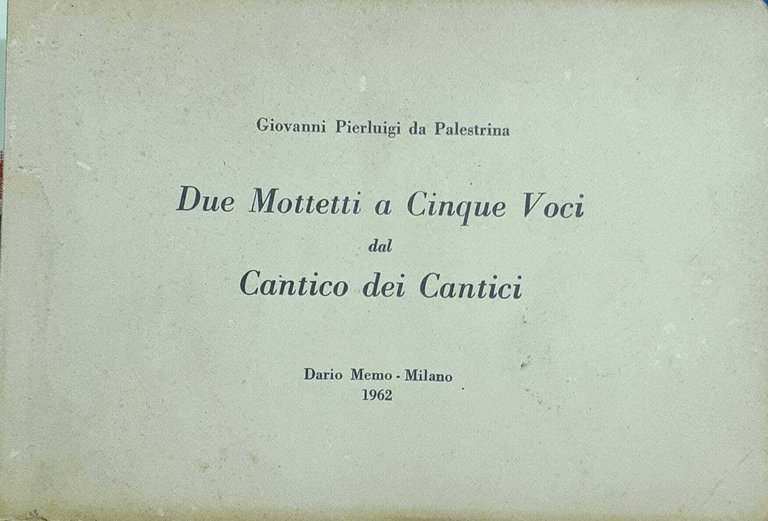 Giovanni Pierluigi da Palestrina
Due Mottetti a Cinque Voci
dal
Cantico dei Cantici
Dario Memo - Milano
1962